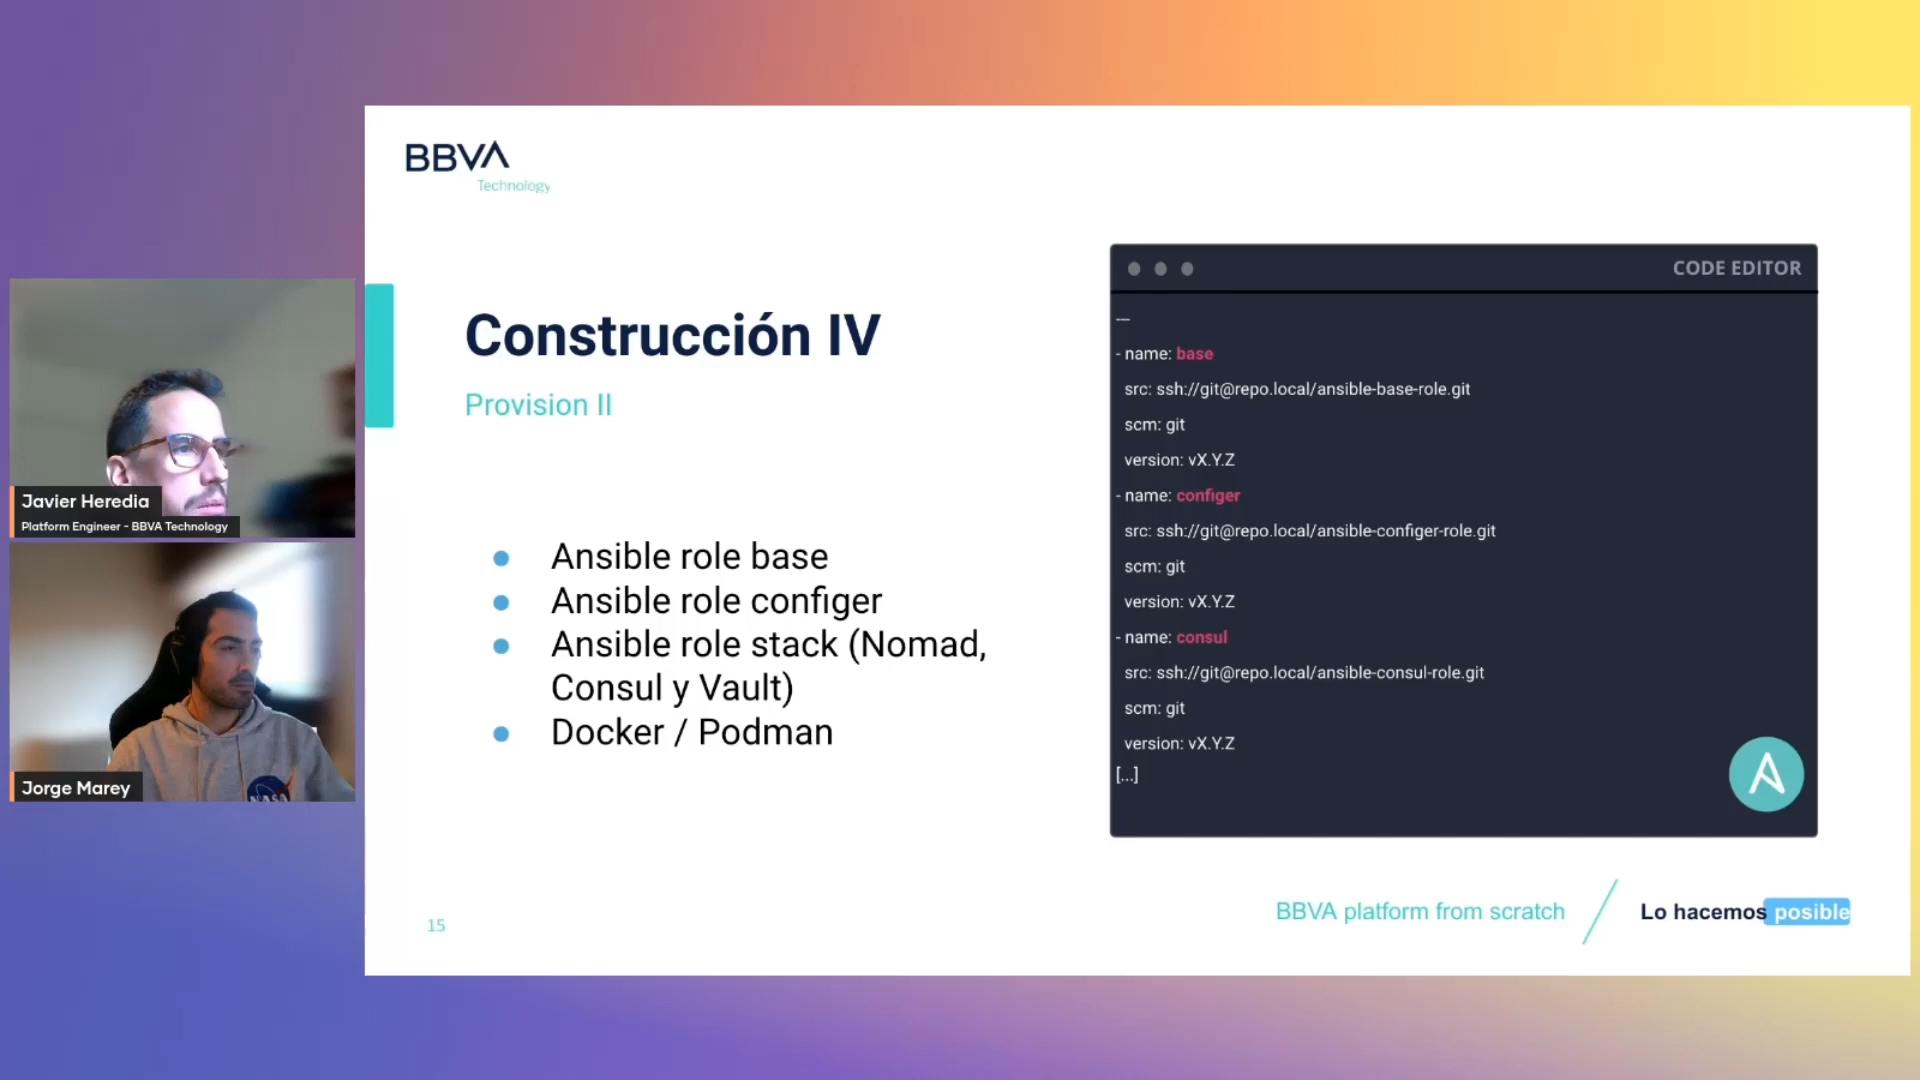 BBVA
Technology
Construcción IV
Provision II
Ansible role base
Ansible role configer
Ansible role stack (Nomad,
Consul y Vault)
Docker / Podman
CODE EDITOR
---
- name: base
src: ssh://git@repo.local/ansible-base-role.git
scm: git
version: vX.Y.Z
- name: configer
src: ssh://git@repo.local/ansible-configer-role.git
scm: git
version: vX.Y.Z
- name: consul
src: ssh://git@repo.local/ansible-consul-role.git
scm: git
version: vX.Y.Z
[...]
15
BBVA platform from scratch
Lo hacemos posible
Javier Heredia
Platform Engineer - BBVA Technology
NASA
Jorge Marey